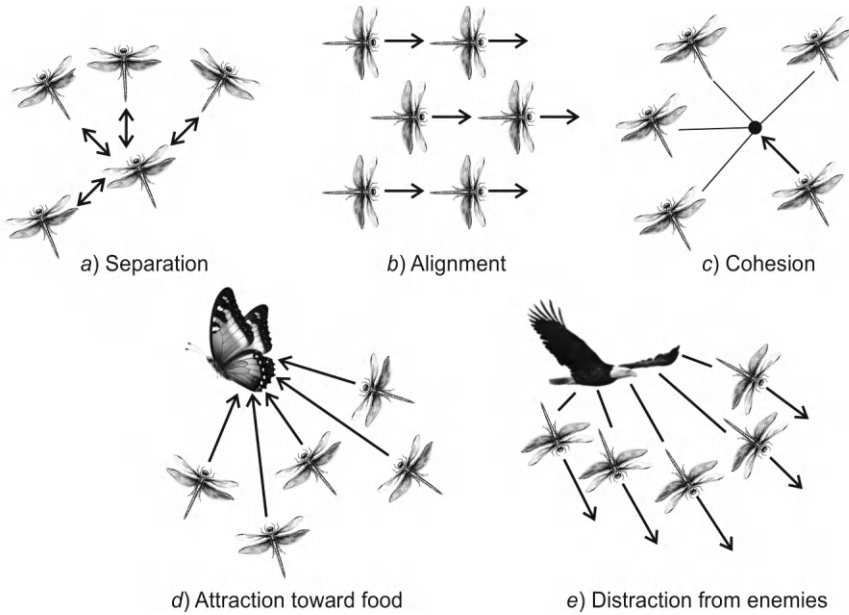 a) Separation
b) Alignment
c) Cohesion
d) Attraction toward food
e) Distraction from enemies